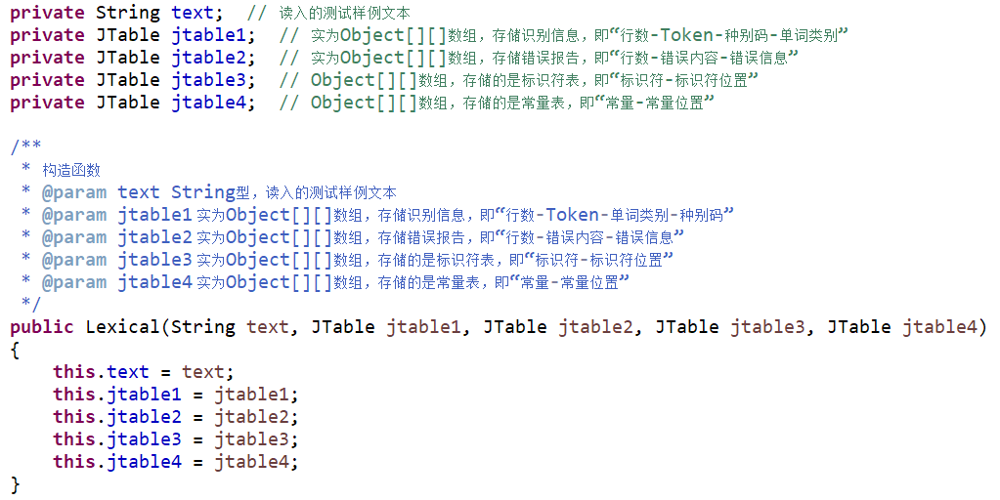 private String text;  // 读入的测试样例文本
private JTable jtable1;  // 实为Object[][]数组，存储识别信息，即“行数-Token-种别码-单词类别”
private JTable jtable2;  // 实为Object[][]数组，存储错误报告，即“行数-错误内容-错误信息”
private JTable jtable3;  // Object[][]数组，存储的是标识符表，即“标识符-标识符位置”
private JTable jtable4;  // Object[][]数组，存储的是常量表，即“常量-常量位置”
/**
 * 构造函数
 * @param text String型，读入的测试样例文本
 * @param jtable1 实为Object[][]数组，存储识别信息，即“行数-Token-单词类别-种别码”
 * @param jtable2 实为Object[][]数组，存储错误报告，即“行数-错误内容-错误信息”
 * @param jtable3 实为Object[][]数组，存储的是标识符表，即“标识符-标识符位置”
 * @param jtable4 实为Object[][]数组，存储的是常量表，即“常量-常量位置”
 */
public Lexical(String text, JTable jtable1, JTable jtable2, JTable jtable3, JTable jtable4)
{
    this.text = text;
    this.jtable1 = jtable1;
    this.jtable2 = jtable2;
    this.jtable3 = jtable3;
    this.jtable4 = jtable4;
}